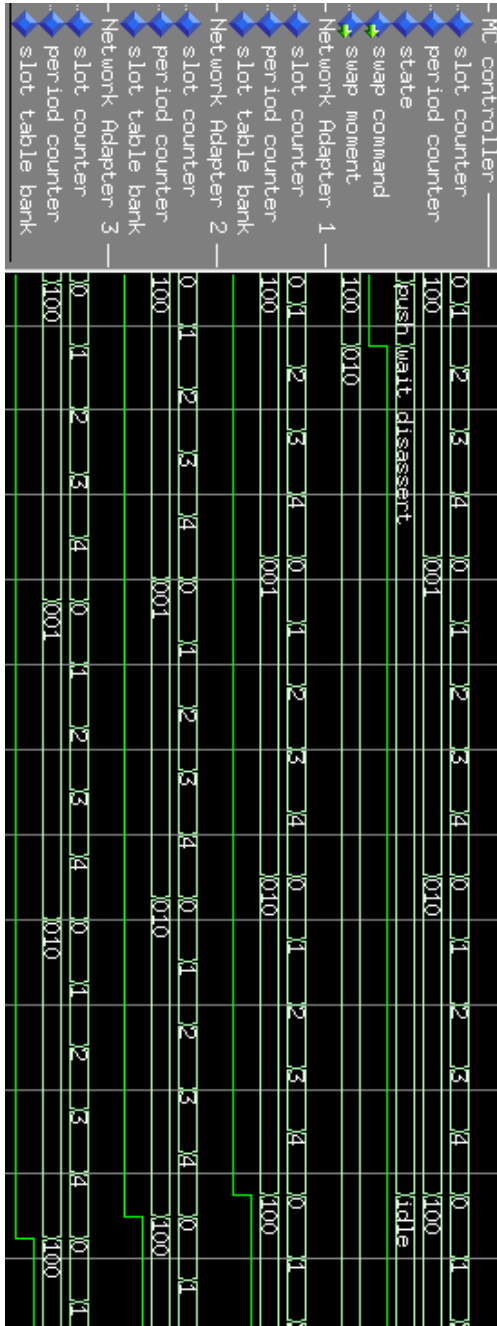 MC controller
slot counter 0 1 2 3 4 0 1 2 3 4 0 1 2 3 4 0 1
period counter 100 001 010 100
state push wait disassert idle
swap command
swap moment 100 010
Network Adapter 1
slot counter 0 1 2 3 4 0 1 2 3 4 0 1 2 3 4 0 1
period counter 100 001 010 100
slot table bank
Network Adapter 2
slot counter 0 1 2 3 4 0 1 2 3 4 0 1 2 3 4 0 1
period counter 100 001 010 100
slot table bank
Network Adapter 3
slot counter 0 1 2 3 4 0 1 2 3 4 0 1 2 3 4 0 1
period counter 100 001 010 100
slot table bank